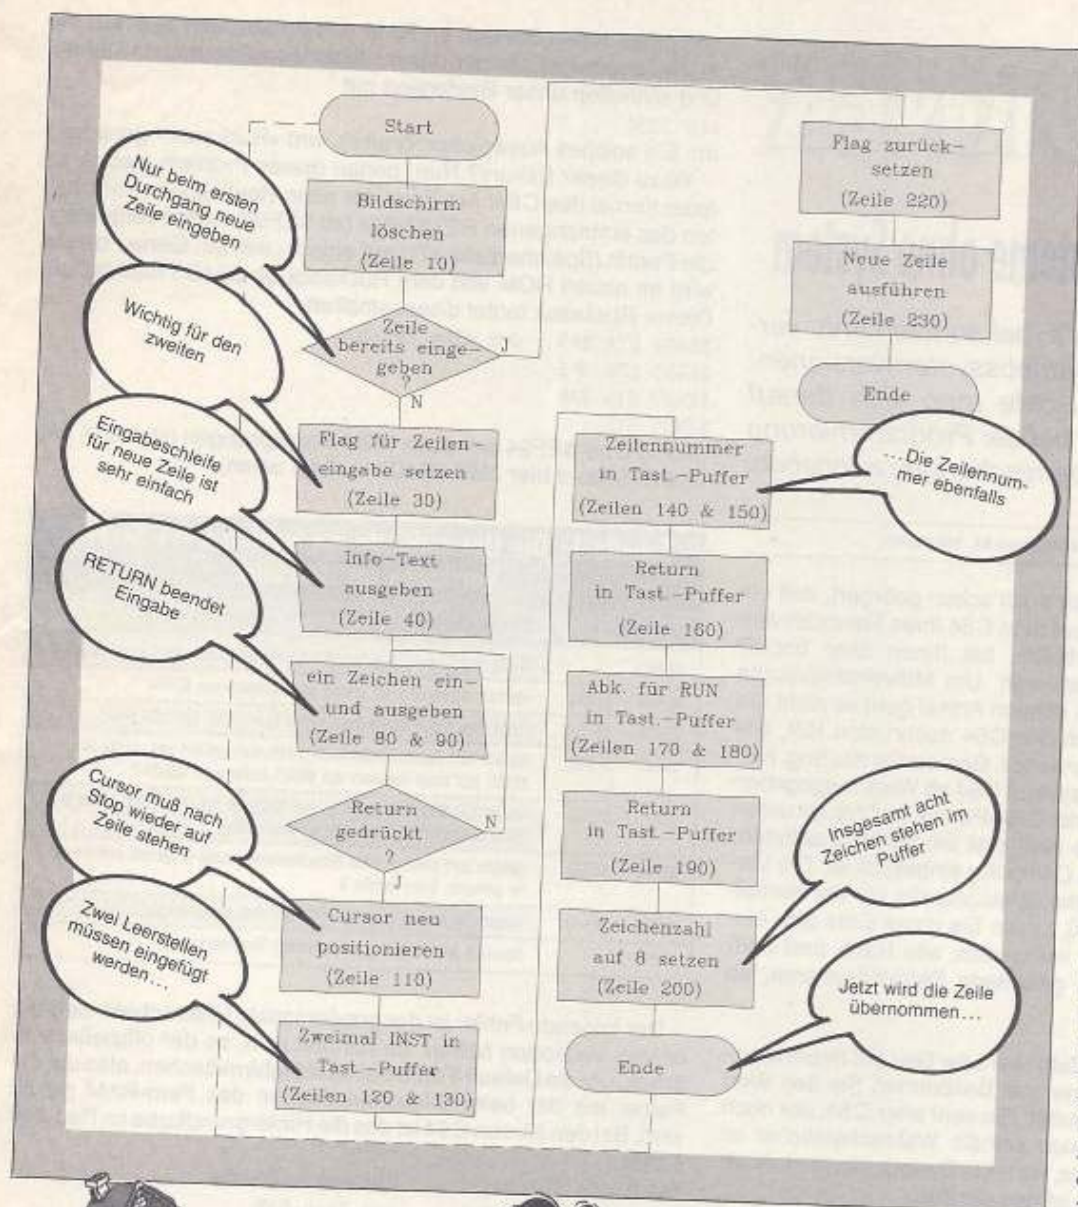 Start
Nur beim ersten
Durchgang neue
Zeile eingeben
Bildschirm
löschen
(Zeile 10)
Wichtig für den
zweiten
Zeile
bereits einge-
geben
?
J
N
Eingabeschleife
für neue Zeile ist
sehr einfach
Flag für Zeilen-
eingabe setzen
(Zeile 30)
RETURN beendet
Eingabe
Info-Text
ausgeben
(Zeile 40)
ein Zeichen ein-
und ausgeben
(Zeile 80 & 90)
Cursor muß nach
Stop wieder auf
Zeile stehen
Return
gedrückt
?
N
J
Zwei Leerstellen
müssen eingefügt
werden...
Cursor neu
positionieren
(Zeile 110)
Zweimal INST in
Tast.-Puffer
(Zeilen 120 & 130)
Flag zurück-
setzen
(Zeile 220)
Neue Zeile
ausführen
(Zeile 230)
Ende
Zeilennummer
in Tast.-Puffer
(Zeilen 140 & 150)
...Die Zeilennum-
mer ebenfalls
Return
in Tast.-Puffer
(Zeile 160)
Abk. für RUN
in Tast.-Puffer
(Zeilen 170 & 180)
Return
in Tast.-Puffer
(Zeile 190)
Insgesamt acht
Zeichen stehen im
Puffer
Zeichenzahl
auf 8 setzen
(Zeile 200)
Jetzt wird die Zeile
übernommen...
Ende